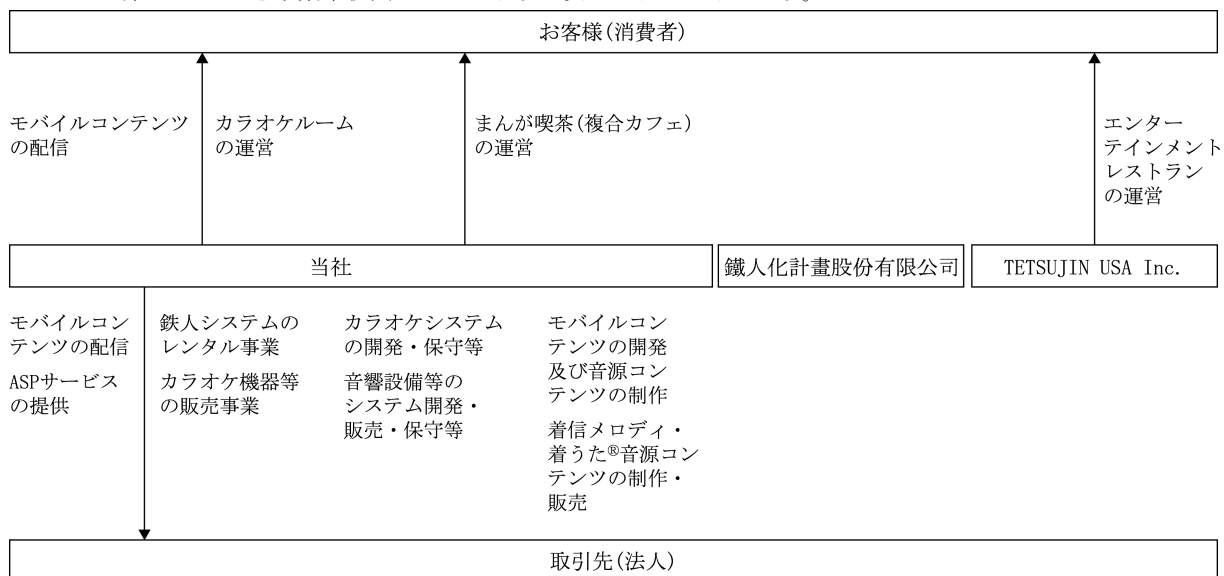 お客様(消費者)
モバイルコンテンツ
の配信
カラオケルーム
の運営
まんが喫茶(複合カフェ)
の運営
エンター
テインメント
レストラン
の運営
当社
鐵人化計畫股份有限公司
TETSUJIN USA Inc.
モバイルコン
テンツの配信
ASPサービス
の提供
鉄人システムの
レンタル事業
カラオケ機器等
の販売事業
カラオケシステム
の開発・保守等
音響設備等の
システム開発・
販売・保守等
モバイルコン
テンツの開発
及び音源コン
テンツの制作
着信メロディ・
着うた®音源コン
テンツの制作・
販売
取引先(法人)